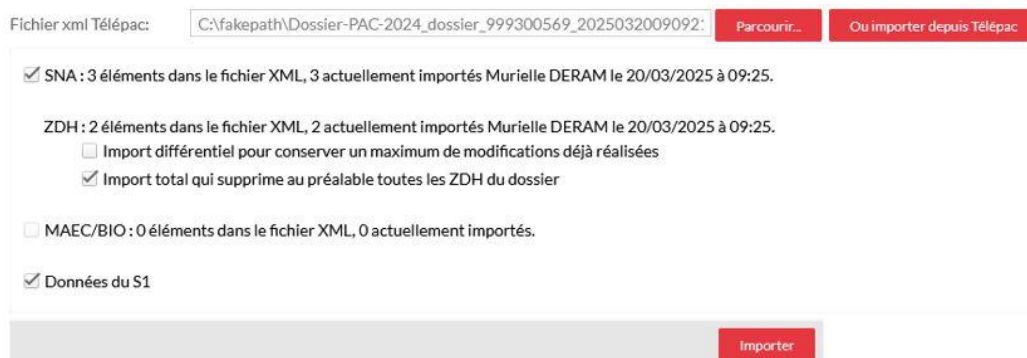 Fichier xml Télépac: C:\fakepath\Dossier-PAC-2024_dossier_999300569_2025032009092 Parcourir... Ou importer depuis Télépac
SNA : 3 éléments dans le fichier XML, 3 actuellement importés Murielle DERAM le 20/03/2025 à 09:25.
ZDH : 2 éléments dans le fichier XML, 2 actuellement importés Murielle DERAM le 20/03/2025 à 09:25.
Import différentiel pour conserver un maximum de modifications déjà réalisées
Import total qui supprime au préalable toutes les ZDH du dossier
MAEC/BIO : 0 éléments dans le fichier XML, 0 actuellement importés.
Données du S1
Importer